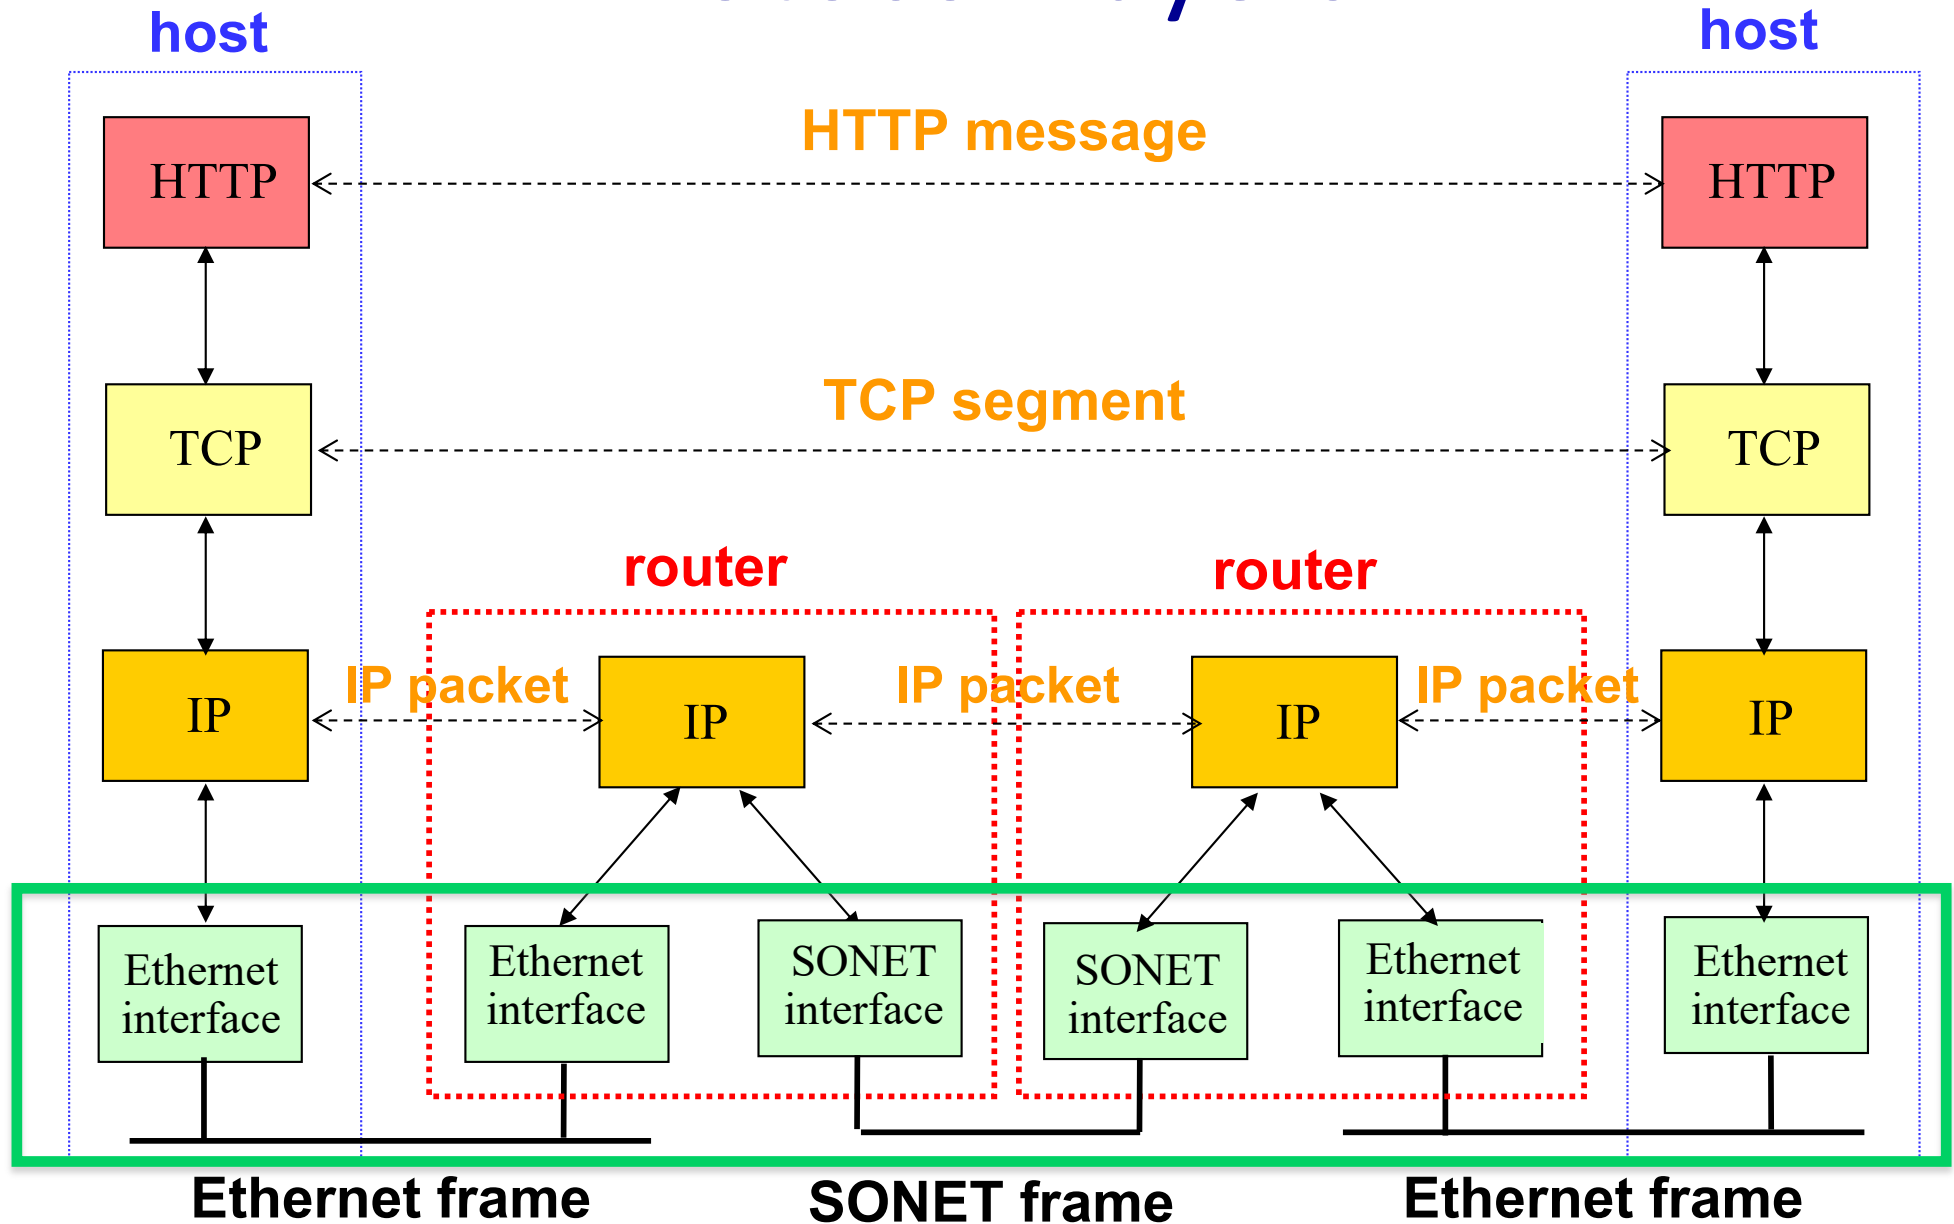 host
host
HTTP message
HTTP
HTTP
TCP segment
TCP
TCP
router
router
IP packet
IP packet
IP packet
IP
IP
IP
IP
Ethernet
interface
Ethernet
interface
SONET
interface
SONET
interface
Ethernet
interface
Ethernet
interface
Ethernet frame
SONET frame
Ethernet frame